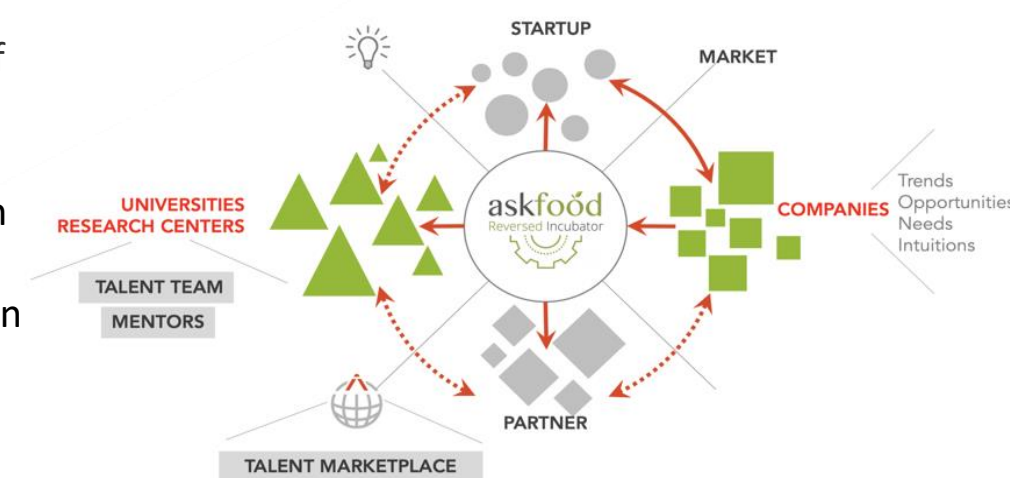 f
n
n
STARTUP
MARKET
UNIVERSITIES
RESEARCH CENTERS
TALENT TEAM
MENTORS
askfood
Reversed Incubator
COMPANIES
Trends
Opportunities
Needs
Intuitions
PARTNER
TALENT MARKETPLACE